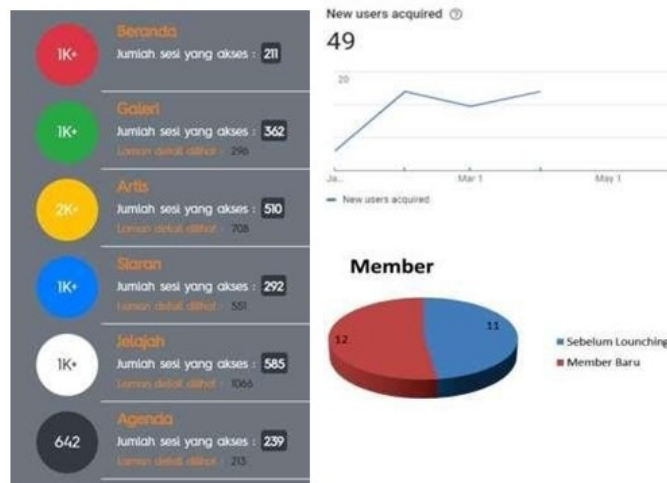 1K+
Beranda
Jumlah sesi yang akses : 211
1K+
Galeri
Jumlah sesi yang akses : 362
Laman detail dilihat : 296
2K+
Artis
Jumlah sesi yang akses : 510
Laman detail dilihat : 708
1K+
Siaran
Jumlah sesi yang akses : 292
Laman detail dilihat : 551
1K+
Jelajah
Jumlah sesi yang akses : 585
Laman detail dilihat : 1066
642
Agenda
Jumlah sesi yang akses : 239
Laman detail dilihat : 213
New users acquired
49
20
Ja...
Mar 1
May 1
New users acquired
Member
12
11
Sebelum Lounching
Member Baru